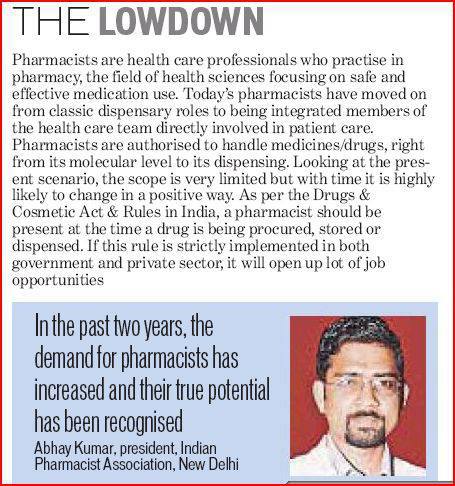 THE LOWDOWN
Pharmacists are health care professionals who practise in
pharmacy, the field of health sciences focusing on safe and
effective medication use. Today's pharmacists have moved on
from classic dispensary roles to being integrated members of
the health care team directly involved in patient care.
Pharmacists are authorised to handle medicines/drugs, right
from its molecular level to its dispensing. Looking at the pres-
ent scenario, the scope is very limited but with time it is highly
likely to change in a positive way. As per the Drugs &
Cosmetic Act & Rules in India, a pharmacist should be
present at the time a drug is being procured, stored or
dispensed. If this rule is strictly implemented in both
government and private sector, it will open up lot of job
opportunities
In the past two years, the
demand for pharmacists has
increased and their true potential
has been recognised
Abhay Kumar, president, Indian
Pharmacist Association, New Delhi